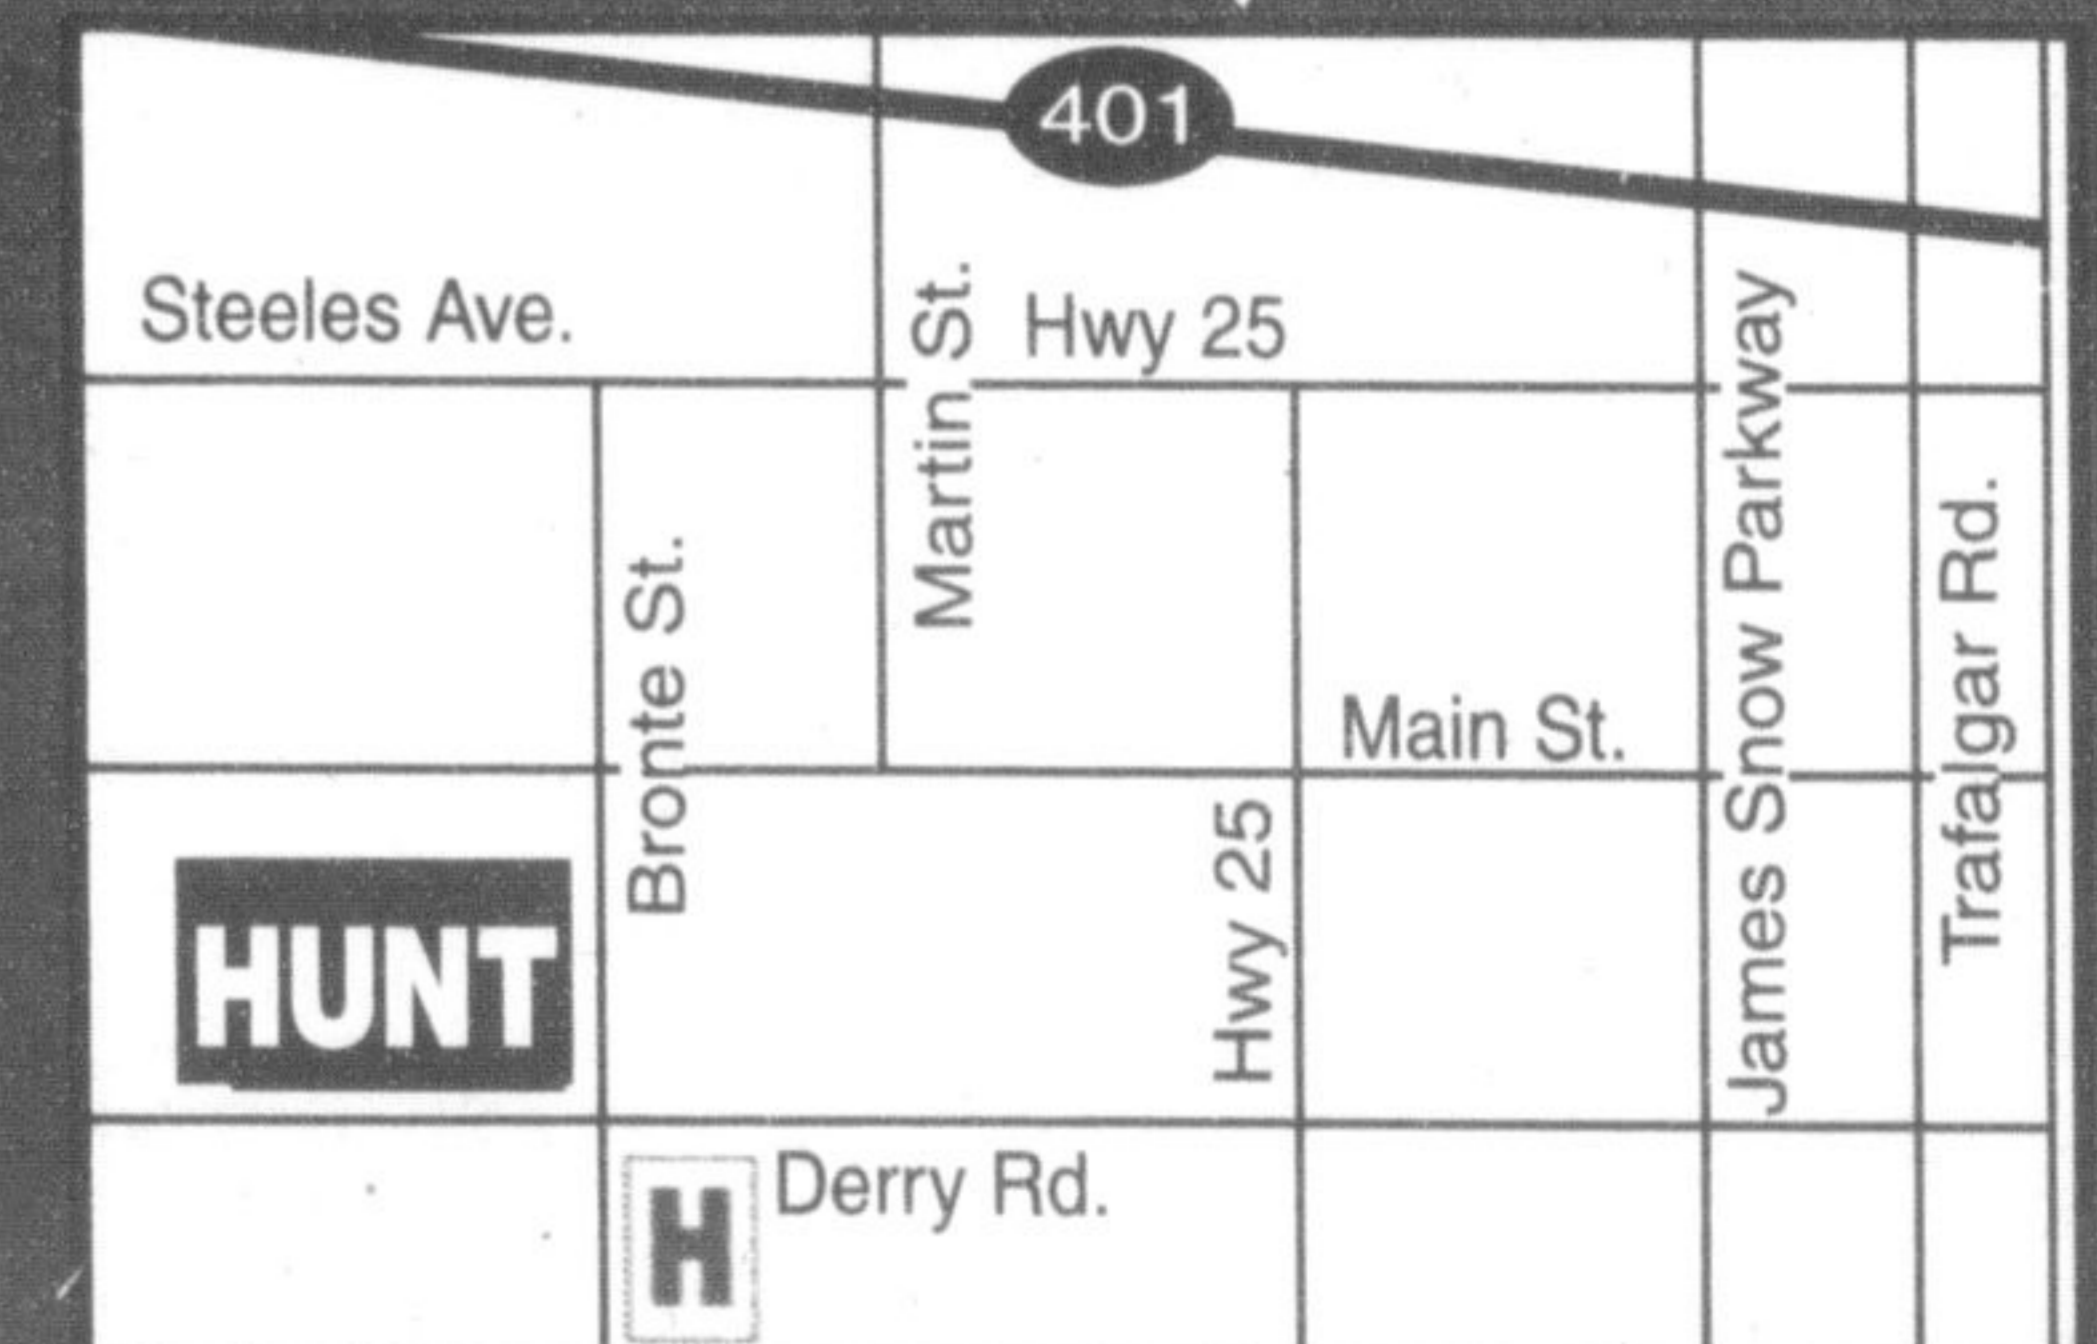 401
Steeles Ave.
Martin St.
Hwy 25
James Snow Parkway
Trafalgar Rd.
Bronte St.
Main St.
Hwy 25
HUNT
H
Derry Rd.